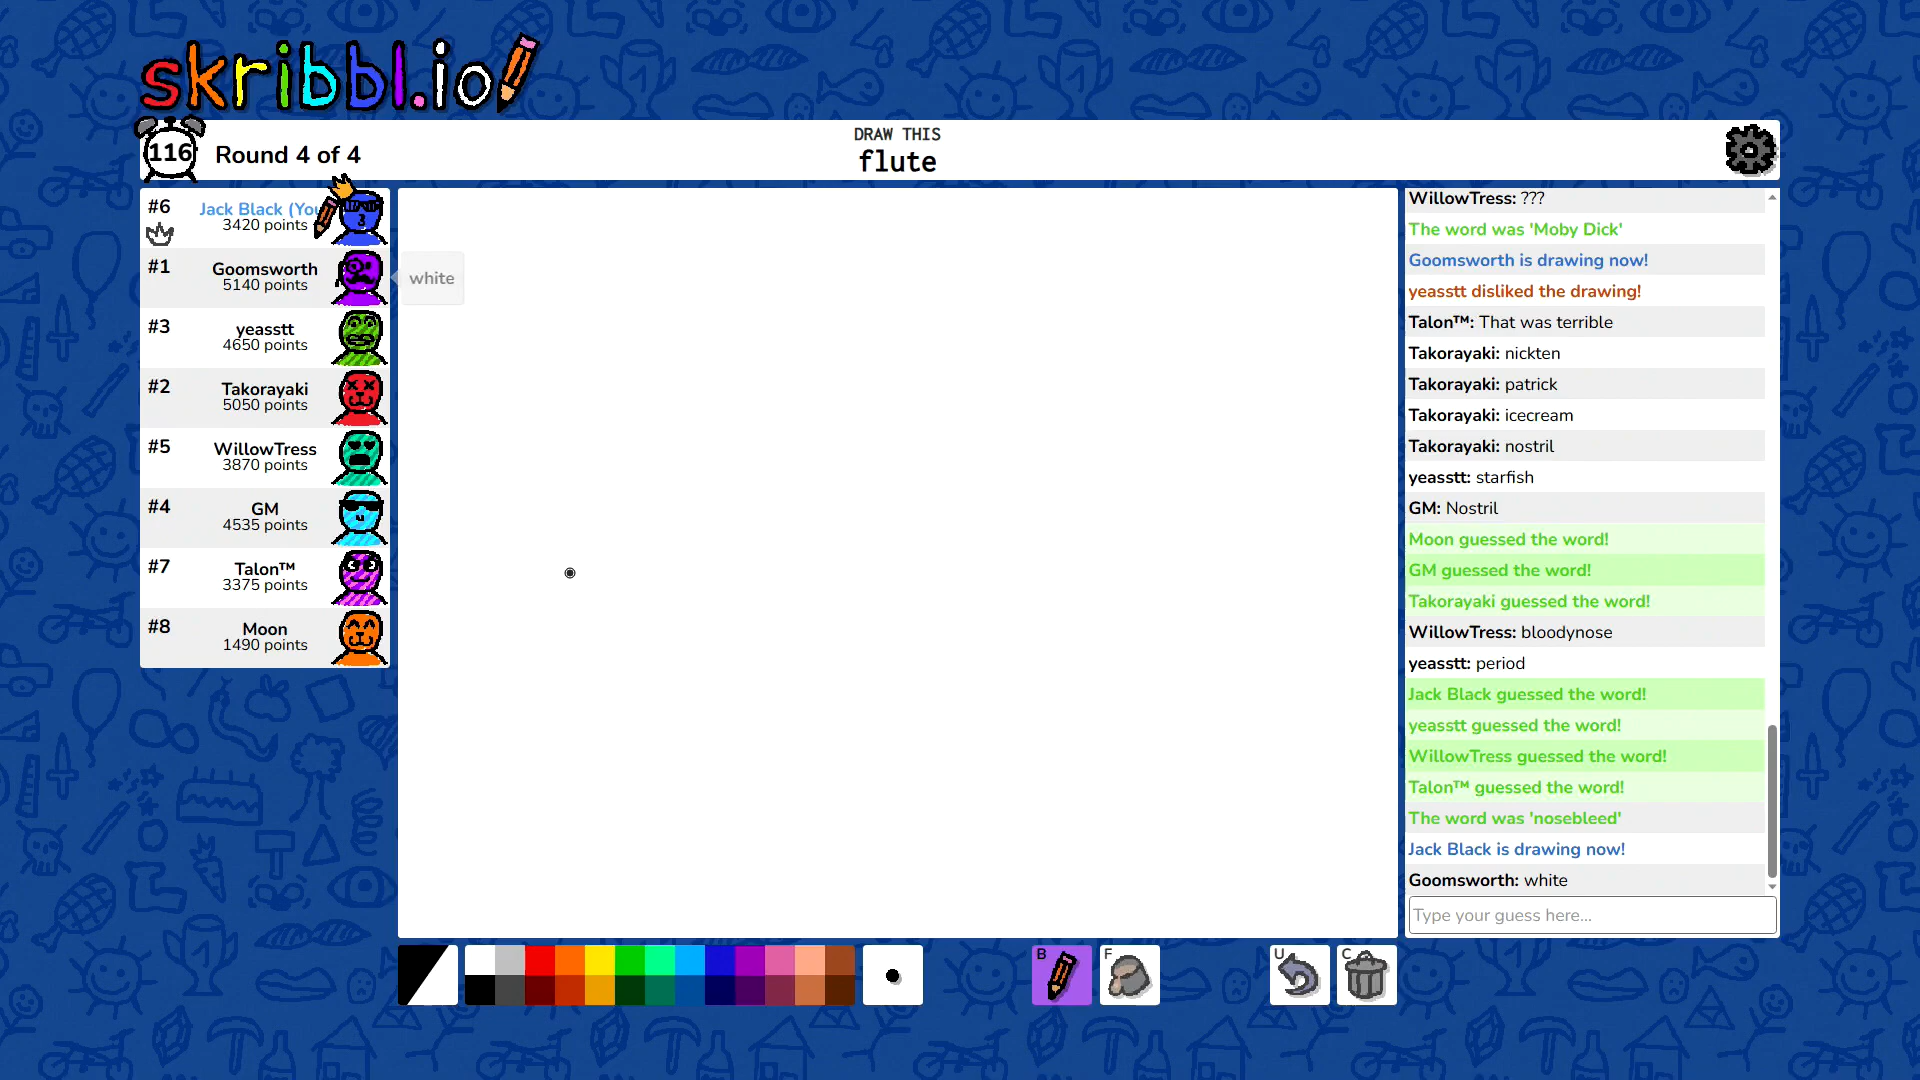 skribbl.io
116
Round 4 of 4
DRAW THIS
flute
#6
Jack Black (You
3420 points
#1
Goomsworth
5140 points
white
#3
yeasstt
4650 points
#2
Takorayaki
5050 points
#5
WillowTress
3870 points
#4
GM
4535 points
#7
Talon™
3375 points
#8
Moon
1490 points
WillowTress: ???
The word was 'Moby Dick'
Goomsworth is drawing now!
yeasstt disliked the drawing!
Talon™: That was terrible
Takorayaki: nickten
Takorayaki: patrick
Takorayaki: icecream
Takorayaki: nostril
yeasstt: starfish
GM: Nostril
Moon guessed the word!
GM guessed the word!
Takorayaki guessed the word!
WillowTress: bloodynose
yeasstt: period
Jack Black guessed the word!
yeasstt guessed the word!
WillowTress guessed the word!
Talon™ guessed the word!
The word was 'nosebleed'
Jack Black is drawing now!
Goomsworth: white
Type your guess here...
B
F
U
C